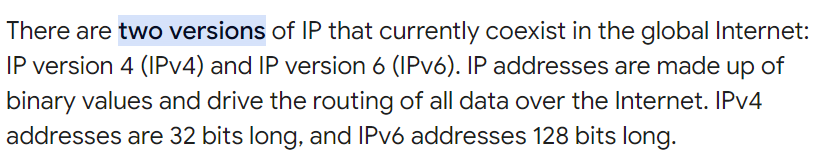 There are two versions of IP that currently coexist in the global Internet:
IP version 4 (IPv4) and IP version 6 (IPv6). IP addresses are made up of
binary values and drive the routing of all data over the Internet. IPv4
addresses are 32 bits long, and IPv6 addresses 128 bits long.